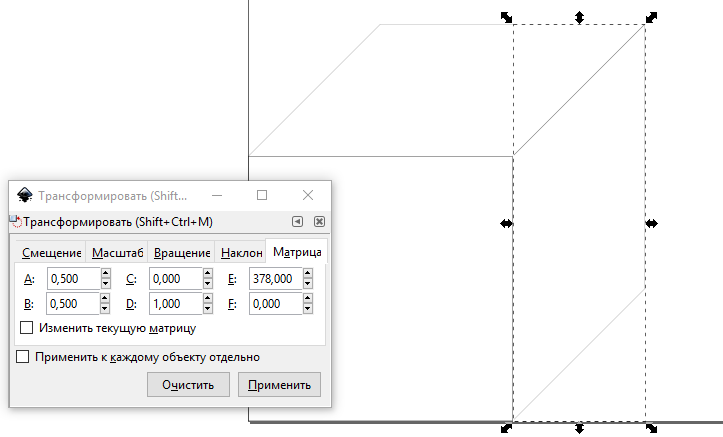 Трансформировать (Shift...
Трансформировать (Shift+Ctrl+M)
Смещение Масштаб Вращение Наклон Матрица
A: 0,500 C: 0,000 E: 378,000
B: 0,500 D: 1,000 F: 0,000
Изменить текущую матрицу
Применить к каждому объекту отдельно
Очистить Применить